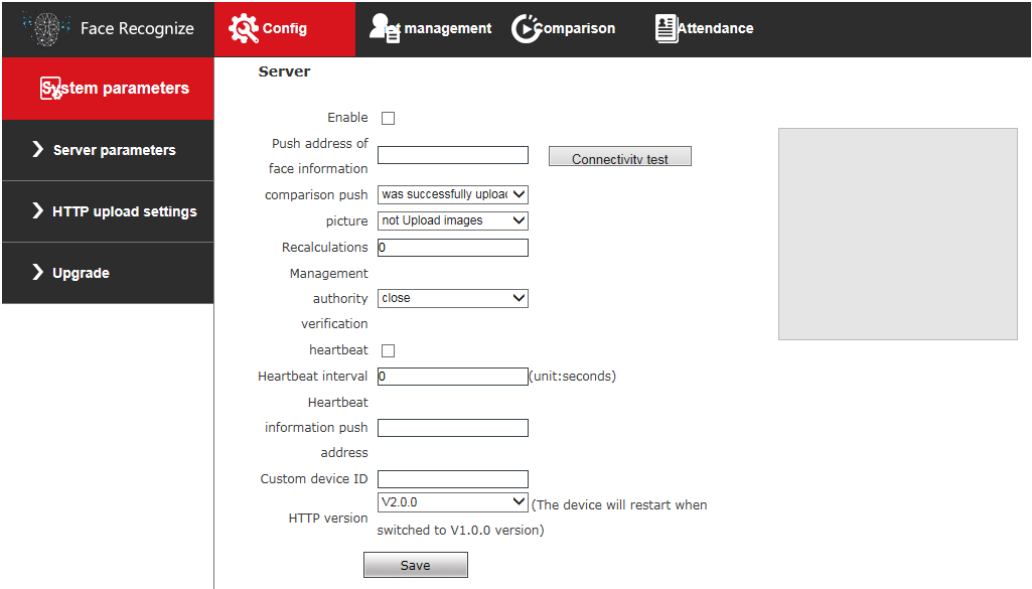 Face Recognize
Config
management
Comparison
Attendance
System parameters
Server parameters
HTTP upload settings
Upgrade
Server
Enable
Push address of
face information
Connectivity test
comparison push was successfully upload
picture not Upload images
Recalculations 0
Management
authority close
verification
heartbeat
Heartbeat interval 0 (unit:seconds)
Heartbeat
information push
address
Custom device ID
V2.0.0 (The device will restart when
HTTP version
switched to V1.0.0 version)
Save